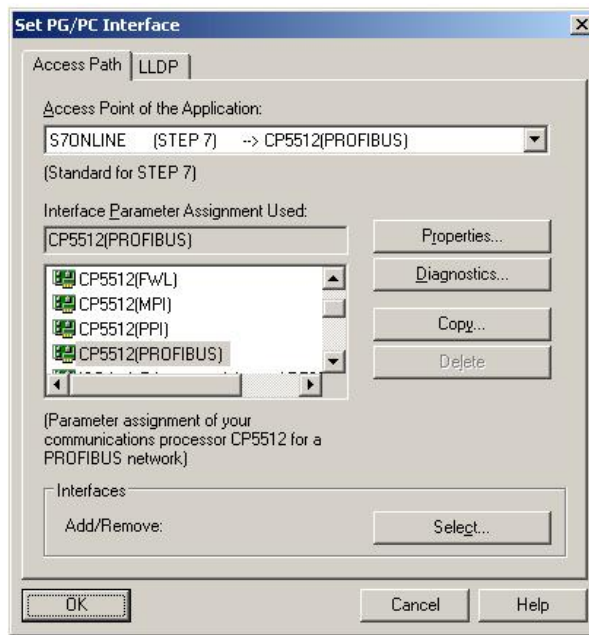 Set PG/PC Interface
Access Path
LLDP
Access Point of the Application:
S7ONLINE (STEP 7) --> CP5512(PROFIBUS)
(Standard for STEP 7)
Interface Parameter Assignment Used:
CP5512(PROFIBUS)
Properties...
CP5512(FWL)
Diagnostics...
CP5512(MPI)
CP5512(PPI)
Copy...
CP5512(PROFIBUS)
Delete
(Parameter assignment of your
communications processor CP5512 for a
PROFIBUS network)
Interfaces
Add/Remove:
Select...
OK
Cancel
Help